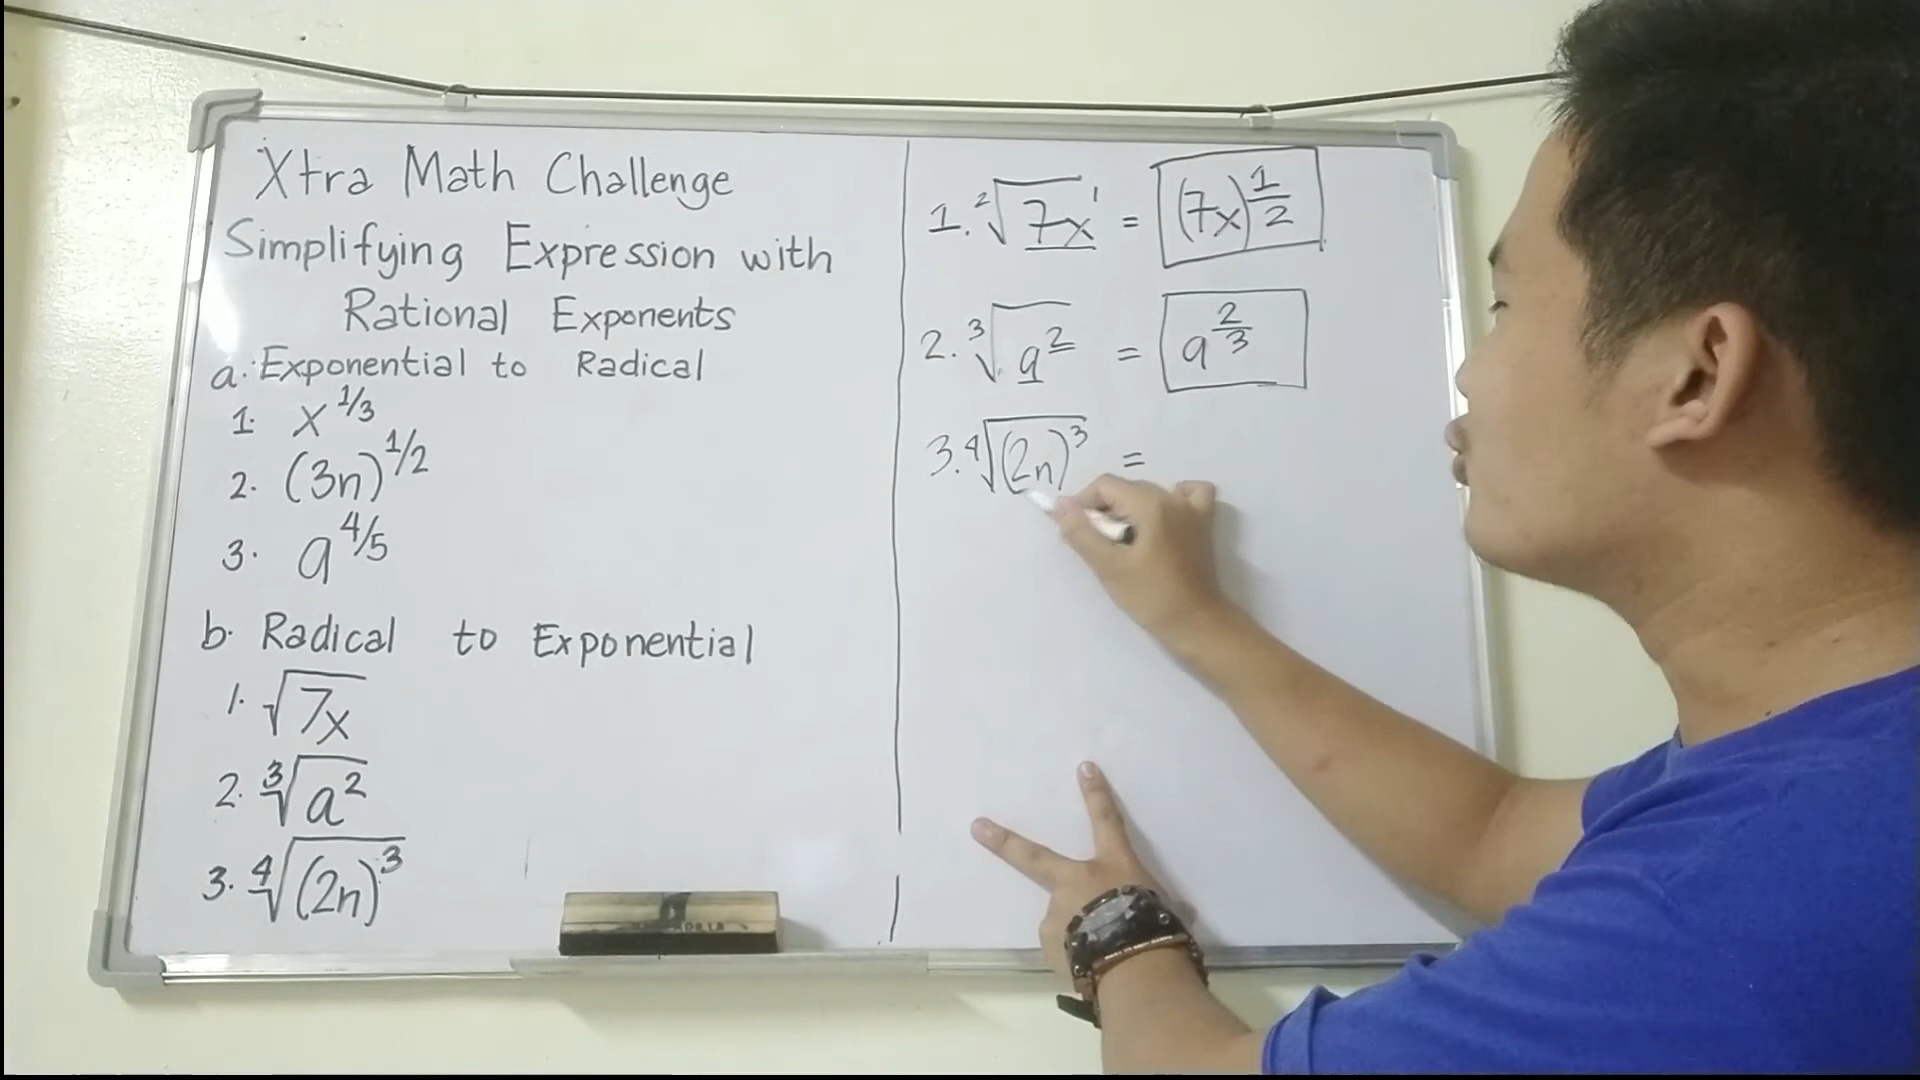 Xtra Math Challenge
Simplifying Expression with
Rational Exponents
a. Exponential to Radical
1. x^1/3
2. (3n)^1/2
3. a^4/5
b. Radical to Exponential
1. √7x
2. ³√a²
3. ⁴√(2n)³
1. ²√7x¹ = (7x)^1/2
2. ³√a² = a^2/3
3. ⁴√(2n)³ =